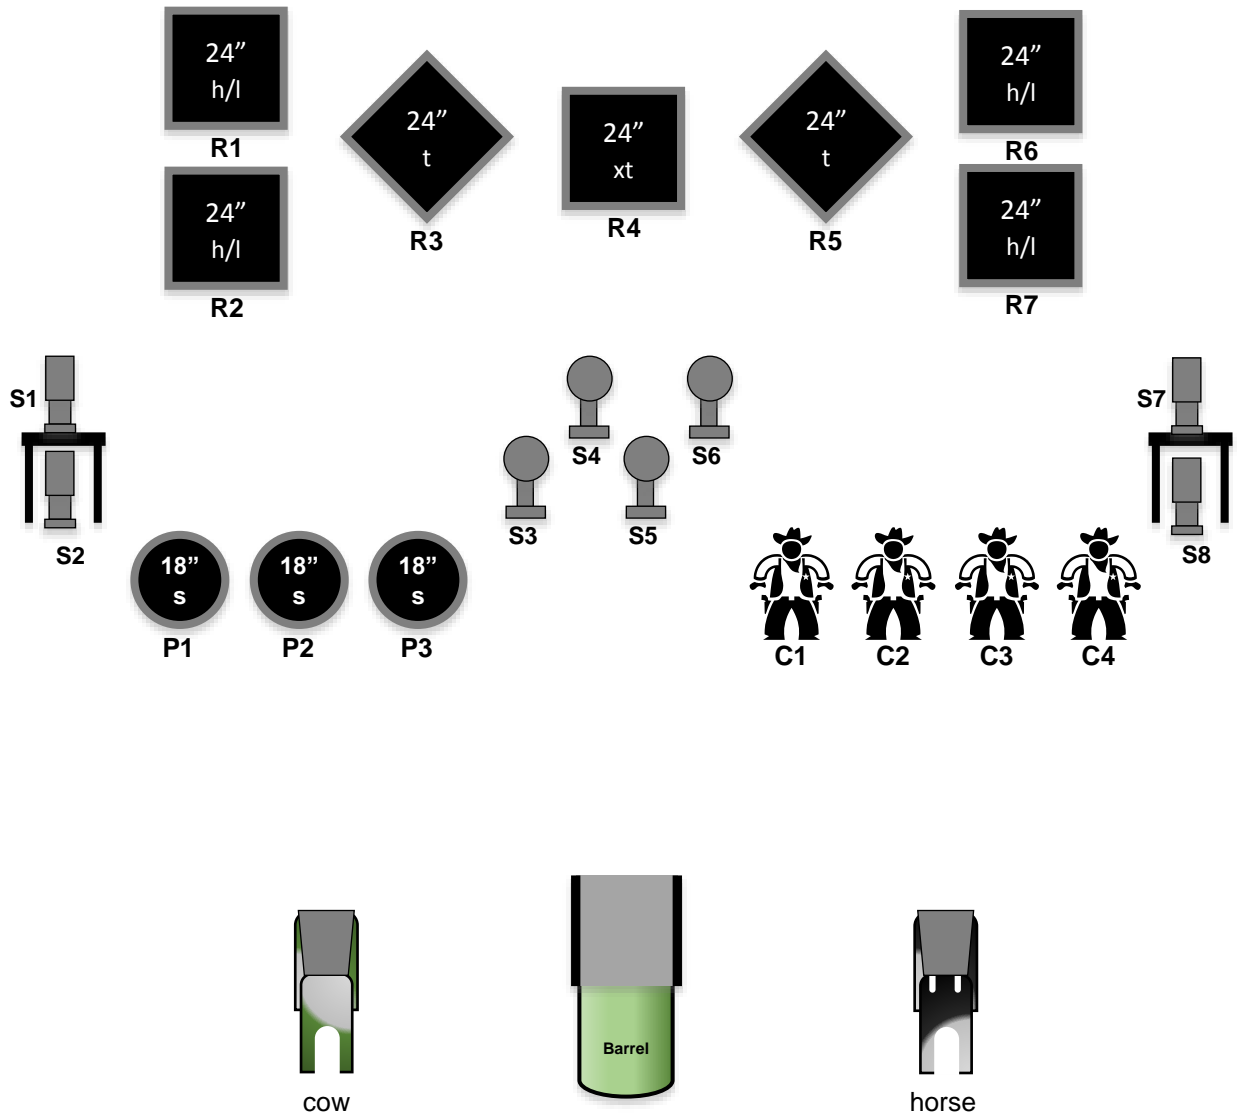 24”
h/l
R1
24”
h/l
R2
24”
t
R3
24”
xt
R4
24”
t
R5
24”
h/l
R6
24”
h/l
R7
S1
S2
S3
S4
S5
S6
S7
S8
18”
s
P1
18”
s
P2
18”
s
P3
C1
C2
C3
C4
cow
Barrel
horse